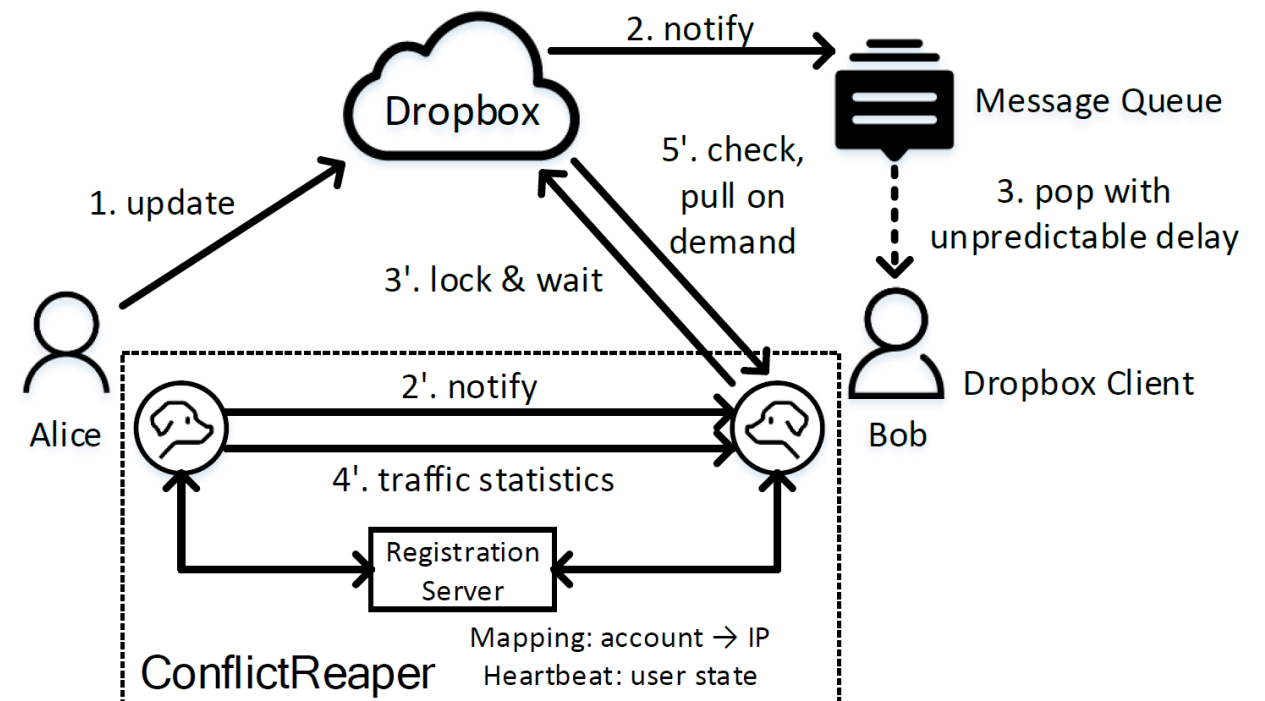 2. notify
Dropbox
Message Queue
5'. check,
pull on
demand
1. update
3. pop with
unpredictable delay
3'. lock & wait
Alice
2'. notify
Dropbox Client
Bob
4'. traffic statistics
Registration
Server
Mapping: account → IP
Heartbeat: user state
ConflictReaper